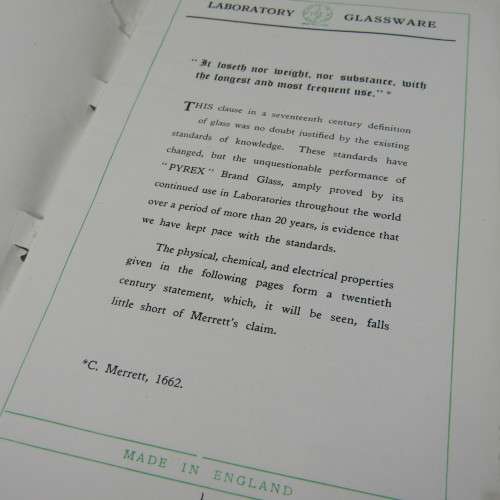 LABORATORY GLASSWARE
"It loseth nor weight, nor substance, with
the longest and most frequent use."*
THIS clause in a seventeenth century definition
of glass was no doubt justified by the existing
standards of knowledge. These standards have
changed, but the unquestionable performance of
"PYREX" Brand Glass, amply proved by its
continued use in Laboratories throughout the world
over a period of more than 20 years, is evidence that
we have kept pace with the standards.
The physical, chemical, and electrical properties
given in the following pages form a twentieth
century statement, which, it will be seen, falls
little short of Merrett's claim.
*C. Merrett, 1662.
MADE IN ENGLAND